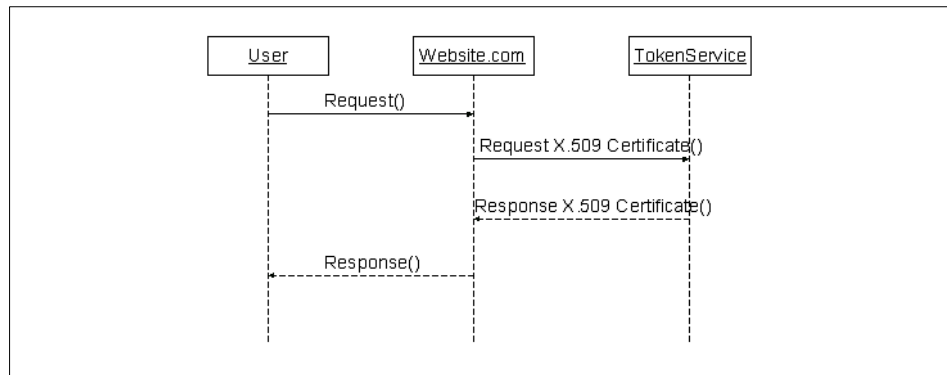 User
Website.com
TokenService
Request()
Request X.509 Certificate()
Response X.509 Certificate()
Response()